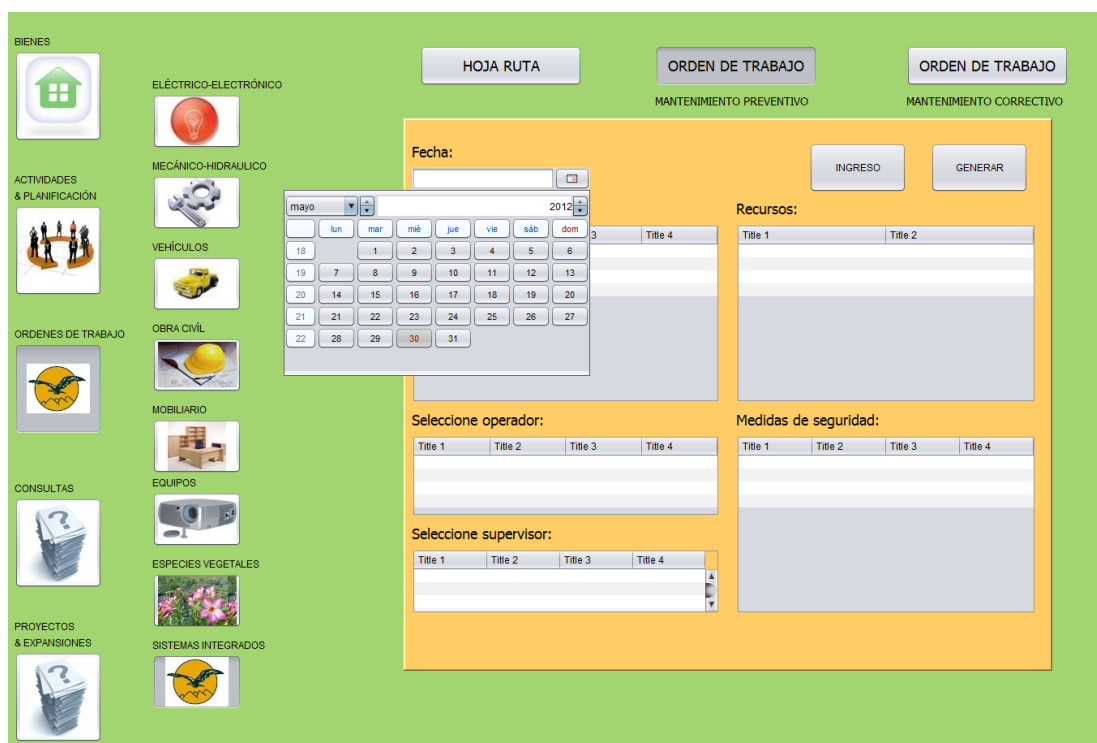 BIENES
ACTIVIDADES
& PLANIFICACIÓN
ORDENES DE TRABAJO
CONSULTAS
PROYECTOS
& EXPANSIONES
ELÉCTRICO-ELECTRÓNICO
MECÁNICO-HIDRAULICO
VEHÍCULOS
OBRA CIVÍL
MOBILIARIO
EQUIPOS
ESPECIES VEGETALES
SISTEMAS INTEGRADOS
HOJA RUTA
ORDEN DE TRABAJO
MANTENIMIENTO PREVENTIVO
ORDEN DE TRABAJO
MANTENIMIENTO CORRECTIVO
Fecha:
INGRESO
GENERAR
mayo 2012
lun mar mié jue vie sáb dom
18 1 2 3 4 5 6
19 7 8 9 10 11 12 13
20 14 15 16 17 18 19 20
21 21 22 23 24 25 26 27
22 28 29 30 31
3 Title 4
Recursos:
Title 1 Title 2
Seleccione operador:
Title 1 Title 2 Title 3 Title 4
Seleccione supervisor:
Title 1 Title 2 Title 3 Title 4
Medidas de seguridad:
Title 1 Title 2 Title 3 Title 4